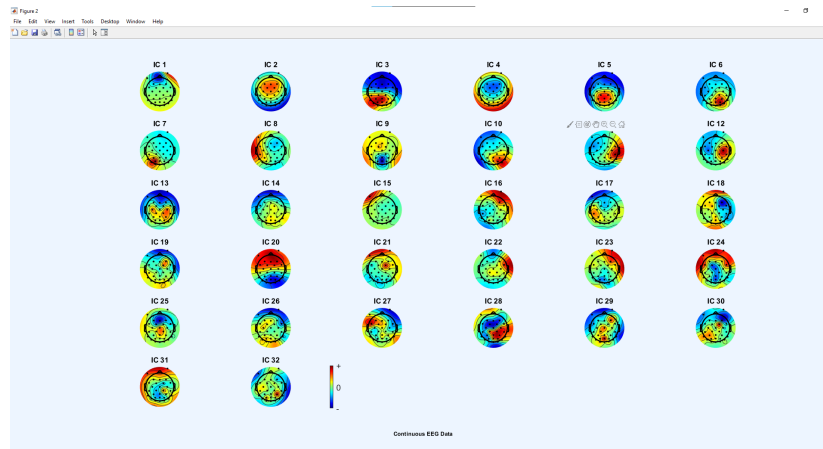 Figure 2
File Edit View Insert Tools Desktop Window Help
IC 1 IC 2 IC 3 IC 4 IC 5 IC 6
IC 7 IC 8 IC 9 IC 10 IC 12
IC 13 IC 14 IC 15 IC 16 IC 17 IC 18
IC 19 IC 20 IC 21 IC 22 IC 23 IC 24
IC 25 IC 26 IC 27 IC 28 IC 29 IC 30
IC 31 IC 32
+
0
-
Continuous EEG Data